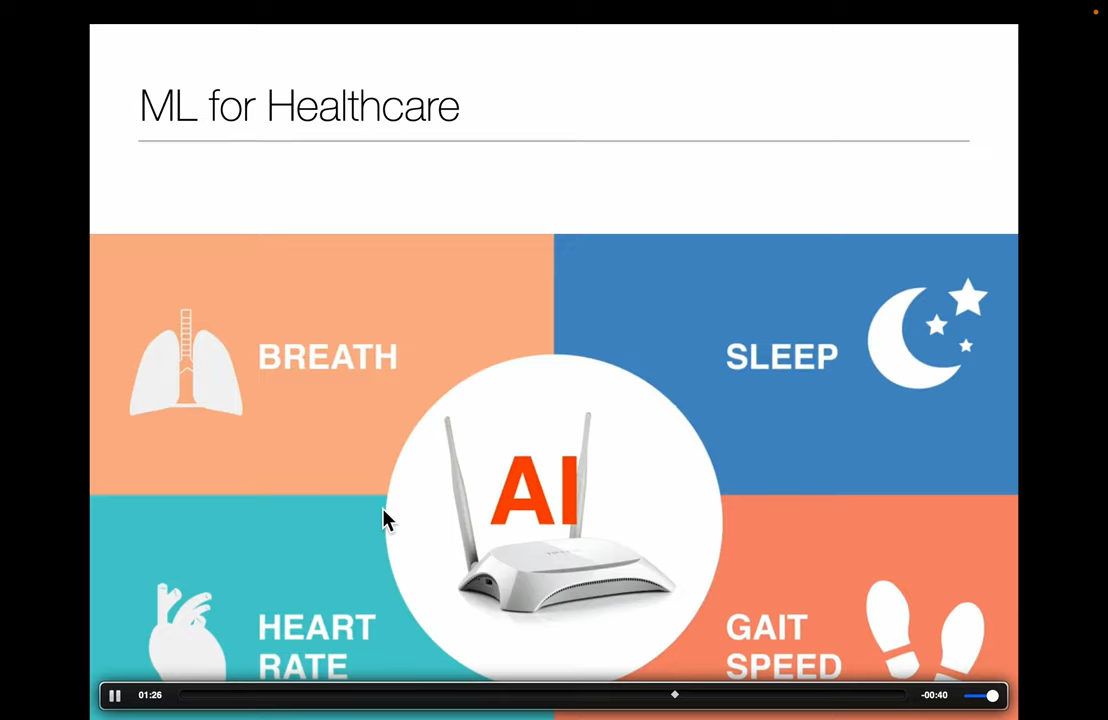 ML for Healthcare
BREATH
SLEEP
AI
HEART
RATE
GAIT
SPEED
01:26
-00:40